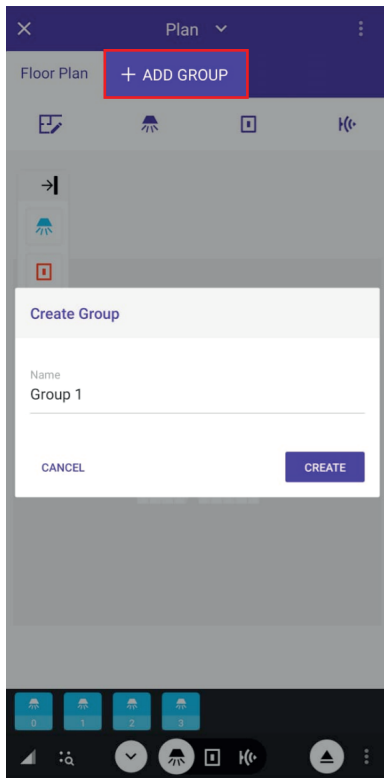 Plan
Floor Plan
+ ADD GROUP
Create Group
Name
Group 1
CANCEL
CREATE
0
1
2
3